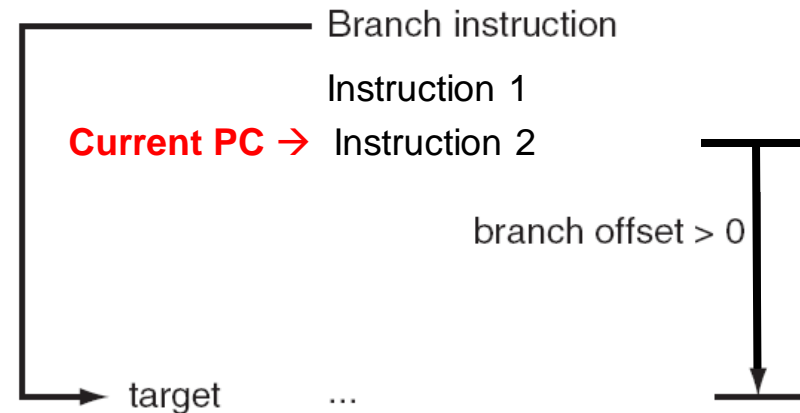 Branch instruction
Instruction 1
Current PC → Instruction 2
branch offset > 0
target ...